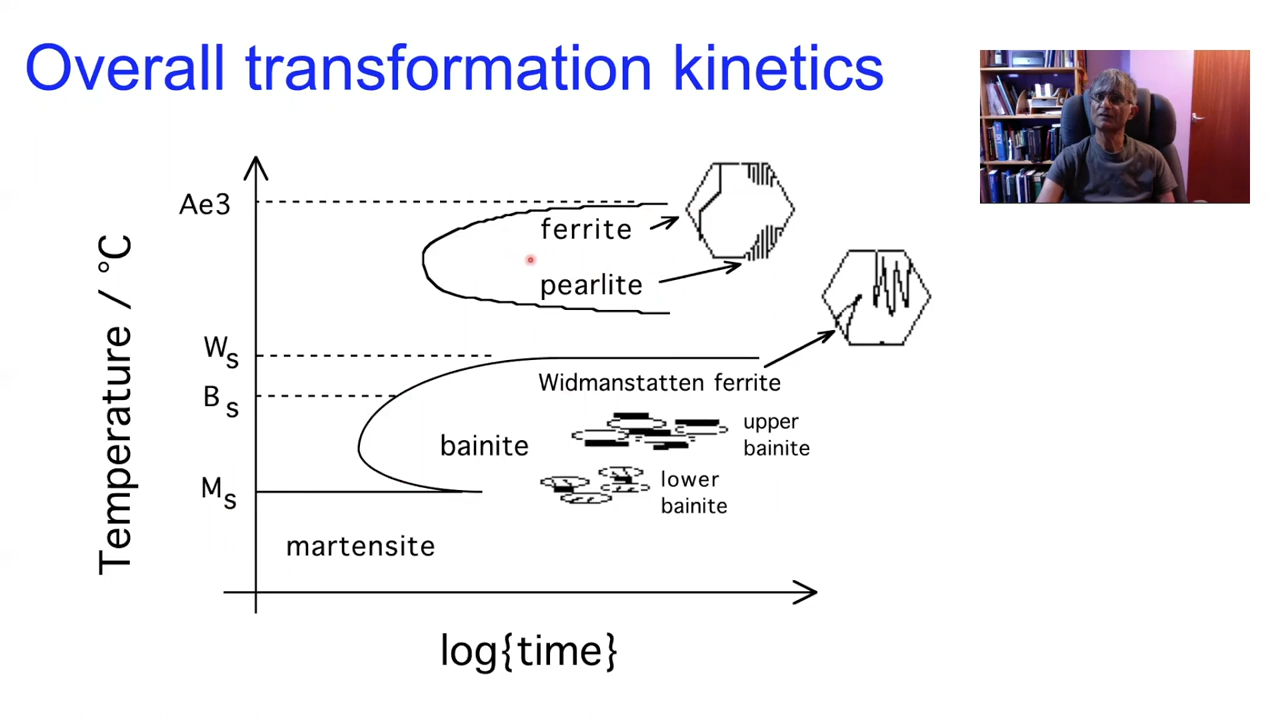 Overall transformation kinetics
Ae3
ferrite
pearlite
Temperature / °C
Ws
Widmanstatten ferrite
Bs
upper
bainite
bainite
lower
bainite
Ms
martensite
log{time}